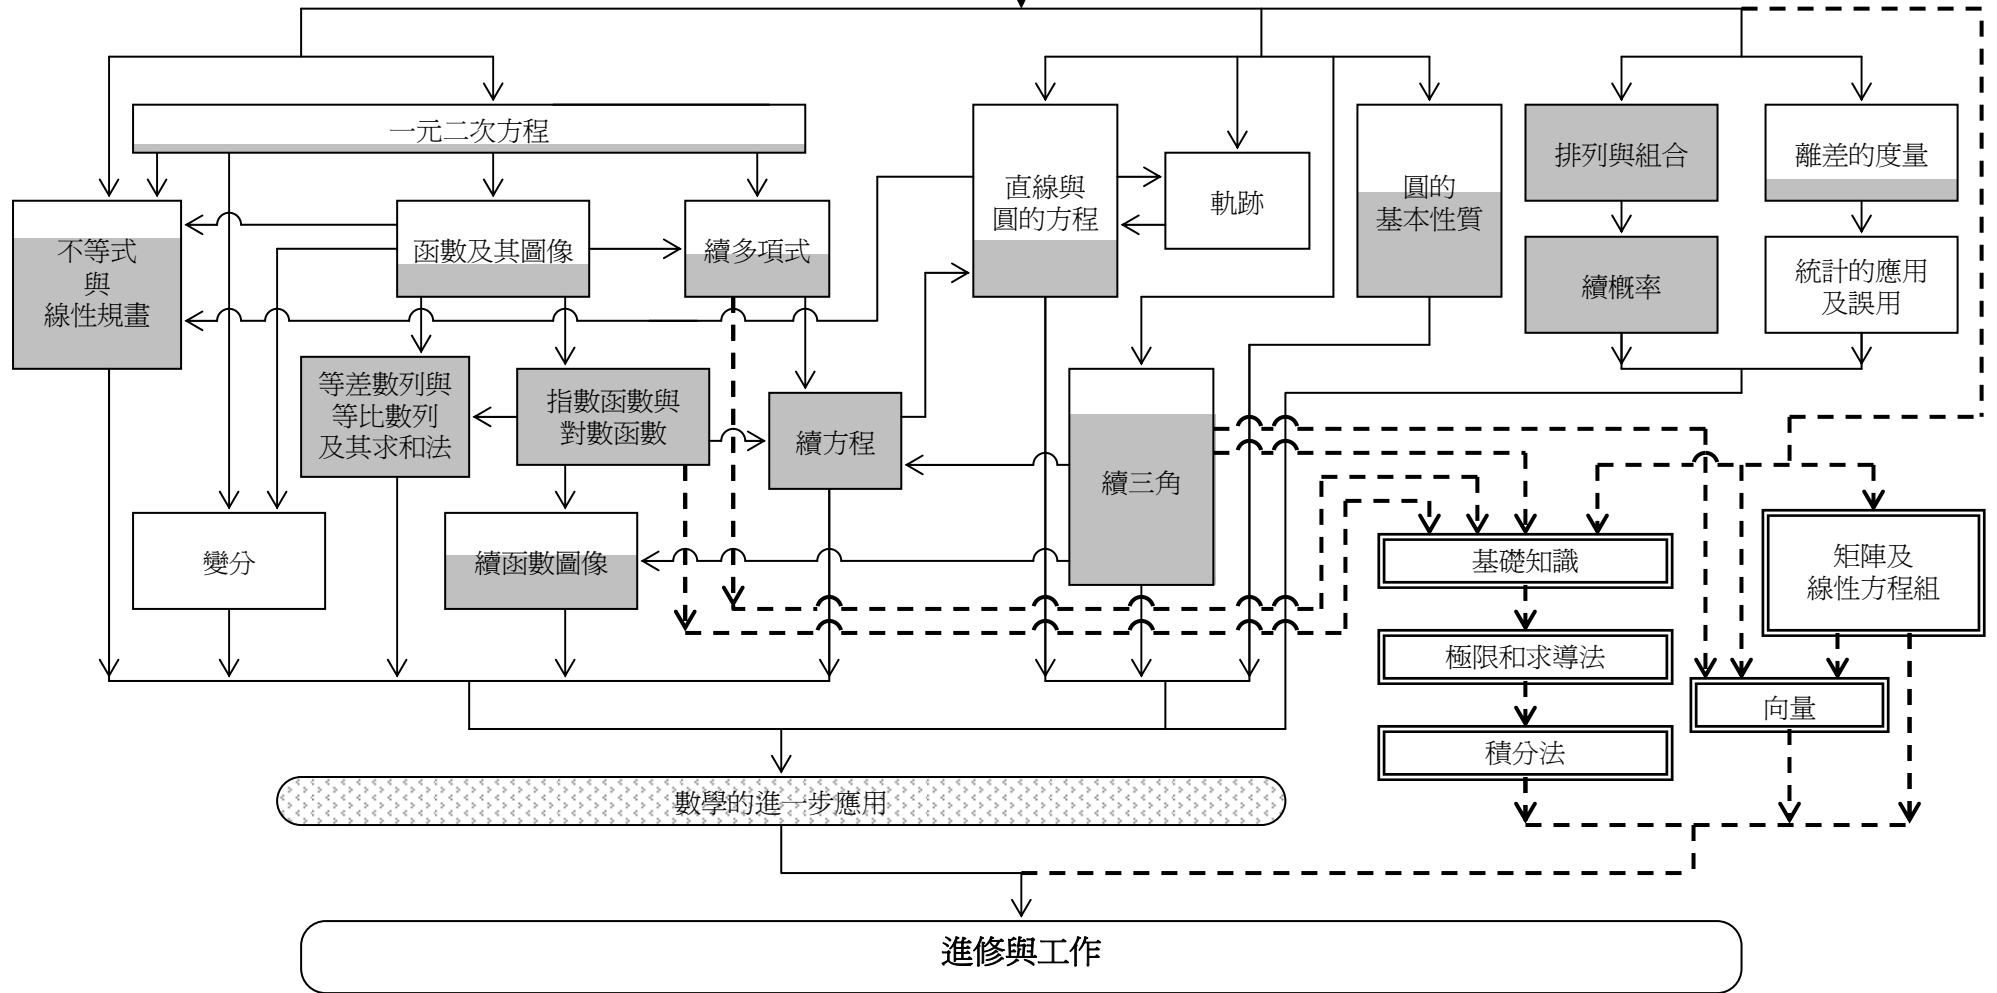 一元二次方程
不等式
與
線性規畫
函數及其圖像
續多項式
直線與
圓的方程
軌跡
圓的
基本性質
排列與組合
離差的度量
續概率
統計的應用
及誤用
等差數列與
等比數列
及其求和法
指數函數與
對數函數
續方程
續三角
變分
續函數圖像
基礎知識
矩陣及
線性方程組
極限和求導法
向量
積分法
數學的進一步應用
進修與工作